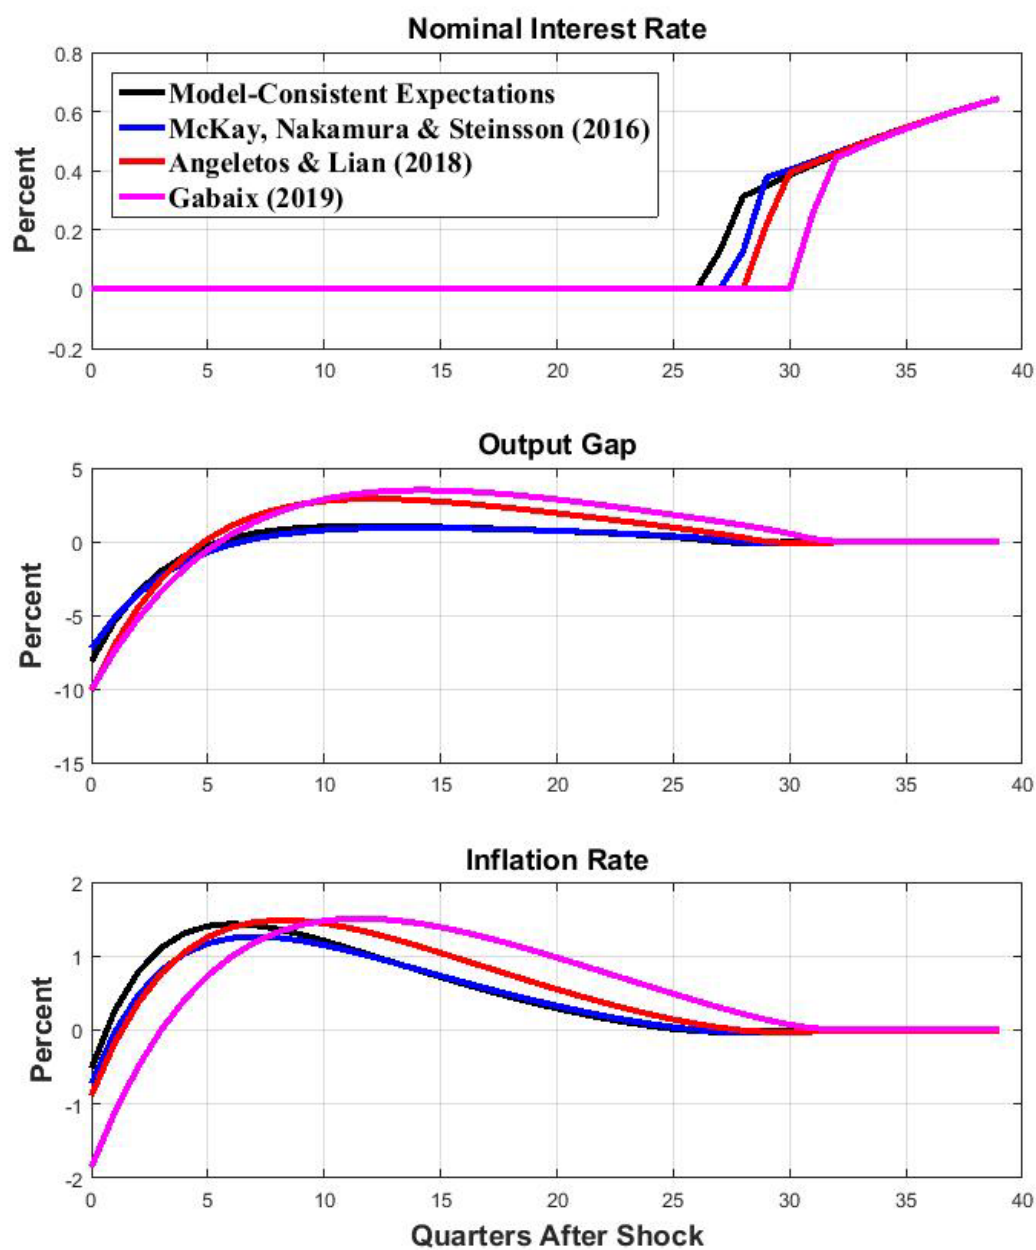 Nominal Interest Rate
0.8
0.6
0.4
0.2
0
-0.2
Percent
Model-Consistent Expectations
McKay, Nakamura & Steinsson (2016)
Angeletos & Lian (2018)
Gabaix (2019)
0 5 10 15 20 25 30 35 40
Output Gap
5
0
-5
-10
-15
Percent
0 5 10 15 20 25 30 35 40
Inflation Rate
2
1
0
-1
-2
Percent
0 5 10 15 20 25 30 35 40
Quarters After Shock